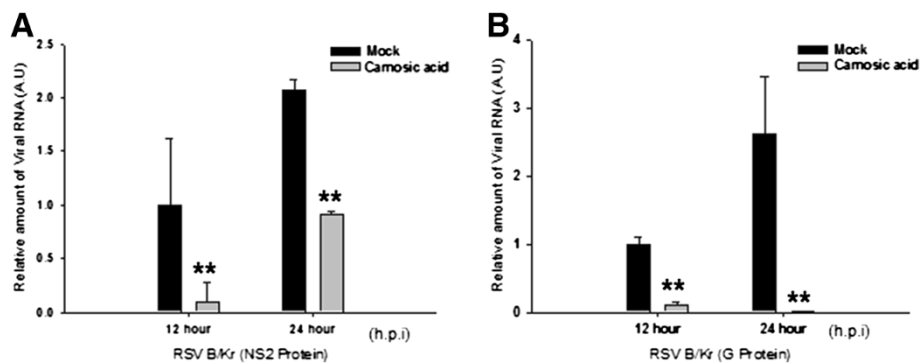 A
Relative amount of Viral RNA (A.U)
2.5
2.0
1.5
1.0
0.5
0.0
Mock
Carnosic acid
**
**
12 hour
24 hour
(h.p.i)
RSV B/Kr (NS2 Protein)
B
Relative amount of Viral RNA (A.U)
4
3
2
1
0
Mock
Carnosic acid
**
**
12 hour
24 hour
(h.p.i)
RSV B/Kr (G Protein)